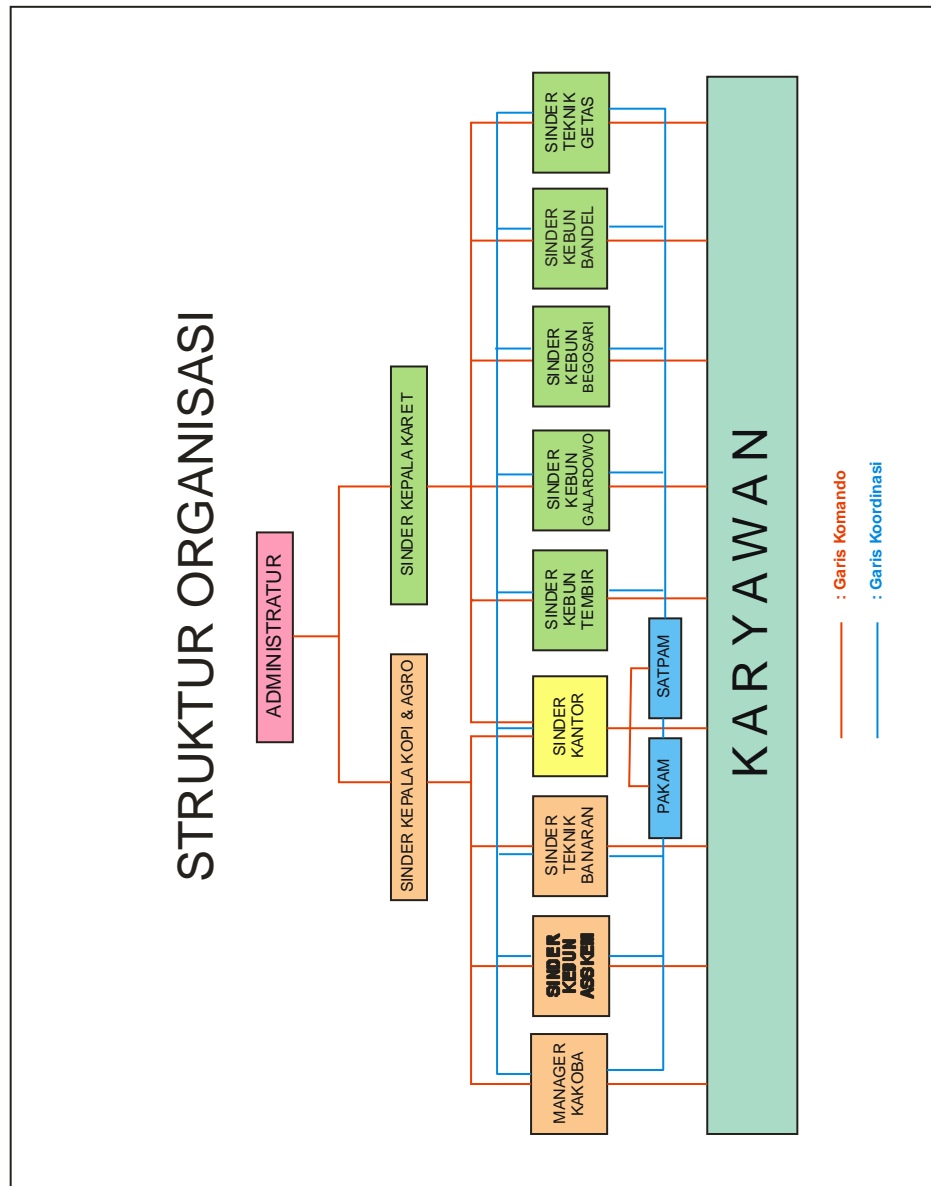 STRUKTUR ORGANISASI
ADMINISTRATUR
SINDER KEPALA KOPI & AGRO
SINDER KEPALA KARET
MANAGER
KAKOBA
SINDER
KEBUN
ASSKEN
SINDER
TEKNIK
BANARAN
SINDER
KANTOR
SINDER
KEBUN
TEMBIR
SINDER
KEBUN
GALARDOWO
SINDER
KEBUN
BEGOSARI
SINDER
KEBUN
BANDEL
SINDER
TEKNIK
GETAS
PAKAM
SATPAM
KARYAWAN
: Garis Komando
: Garis Koordinasi